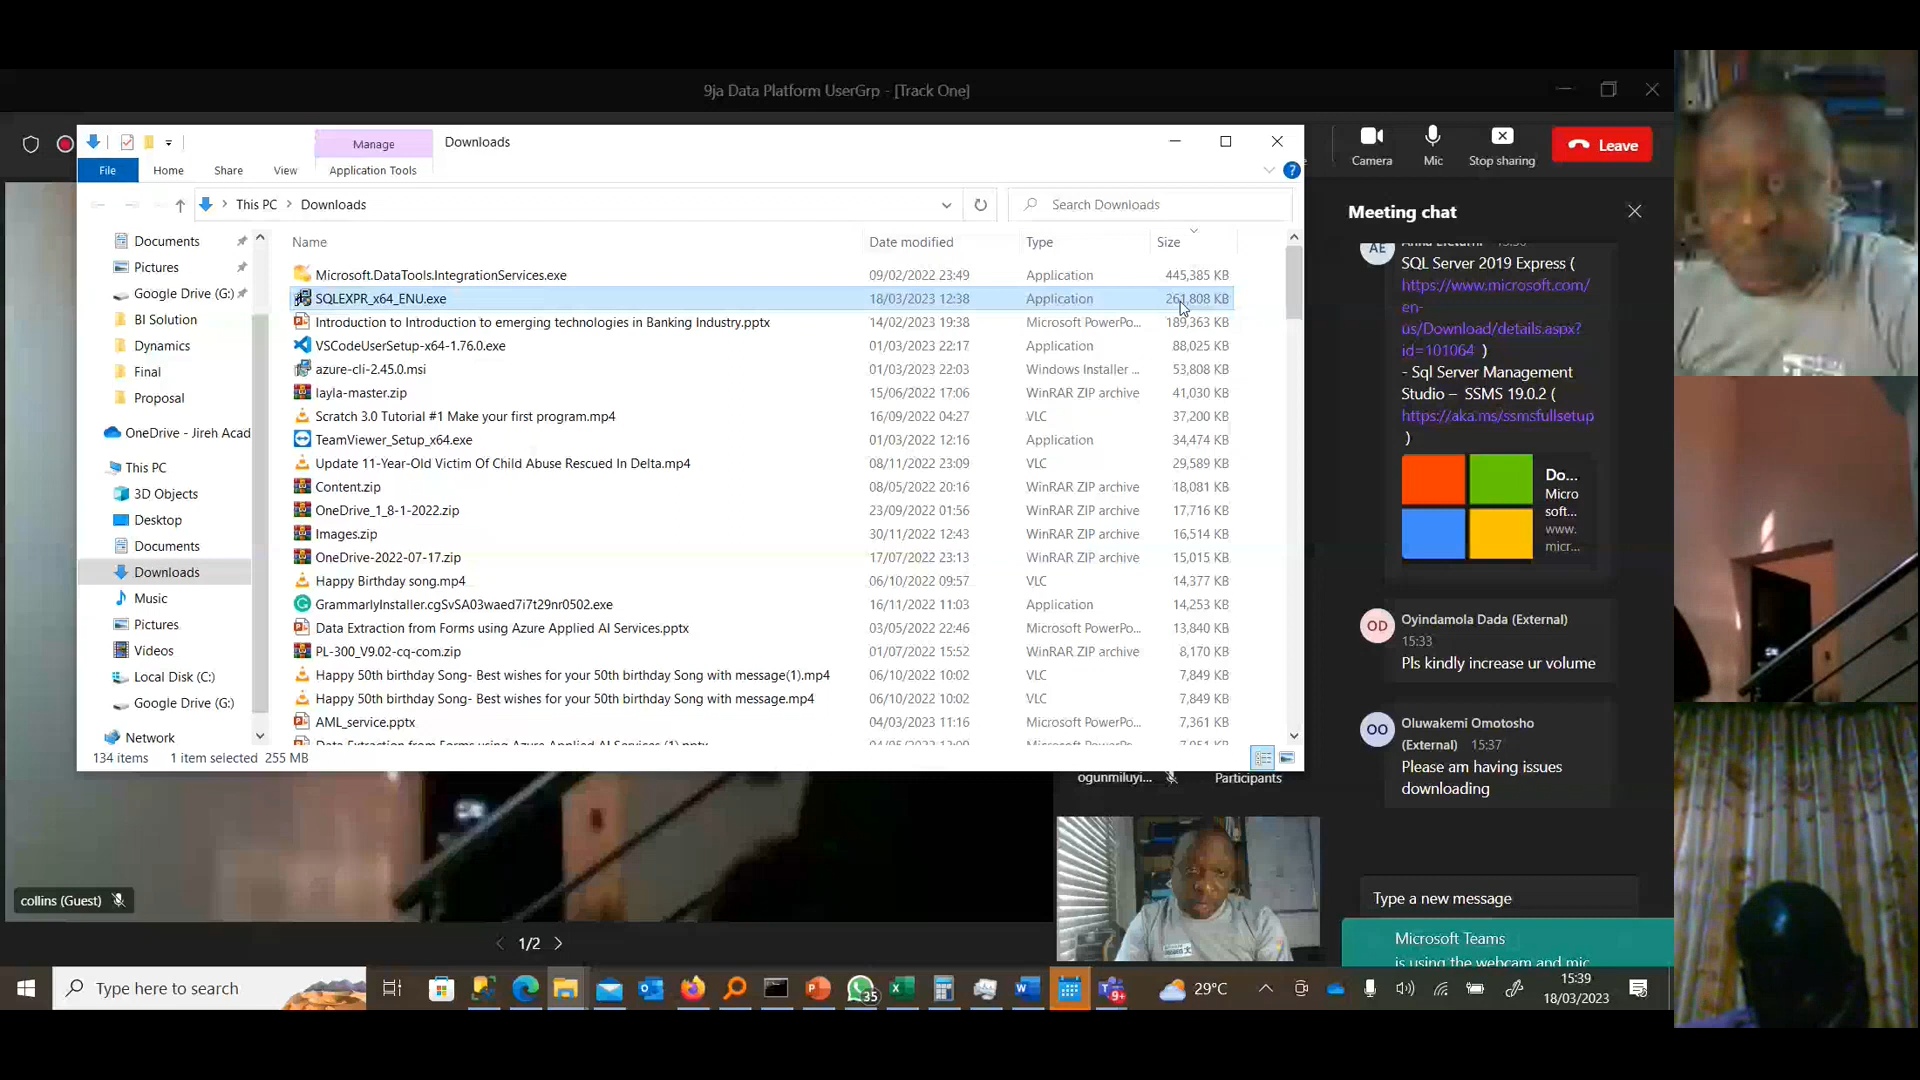 9ja Data Platform UserGrp - [Track One]
Manage
Downloads
File
Home
Share
View
Application Tools
Camera
Mic
Stop sharing
Leave
This PC
Downloads
Search Downloads
Meeting chat
Name
Date modified
Type
Size
Documents
Pictures
Google Drive (G:)
BI Solution
Dynamics
Final
Proposal
OneDrive - Jireh Acad
This PC
3D Objects
Desktop
Documents
Downloads
Music
Pictures
Videos
Local Disk (C:)
Google Drive (G:)
Network
Microsoft.DataTools.IntegrationServices.exe 09/02/2022 23:49 Application 445,385 KB
SQLEXPR_x64_ENU.exe 18/03/2023 12:38 Application 261,808 KB
Introduction to Introduction to emerging technologies in Banking Industry.pptx 14/02/2023 19:38 Microsoft PowerPo... 189,363 KB
VSCodeUserSetup-x64-1.76.0.exe 01/03/2023 22:17 Application 88,025 KB
azure-cli-2.45.0.msi 01/03/2023 22:03 Windows Installer ... 53,808 KB
layla-master.zip 15/06/2022 17:06 WinRAR ZIP archive 41,030 KB
Scratch 3.0 Tutorial #1 Make your first program.mp4 16/09/2022 04:27 VLC 37,200 KB
TeamViewer_Setup_x64.exe 01/03/2023 12:16 Application 34,474 KB
Update 11-Year-Old Victim Of Child Abuse Rescued In Delta.mp4 08/11/2022 23:09 VLC 29,589 KB
Content.zip 08/05/2022 20:16 WinRAR ZIP archive 18,081 KB
OneDrive_1_8-1-2022.zip 23/09/2022 01:56 WinRAR ZIP archive 17,716 KB
Images.zip 30/11/2022 12:43 WinRAR ZIP archive 16,514 KB
OneDrive-2022-07-17.zip 17/07/2022 23:13 WinRAR ZIP archive 15,015 KB
Happy Birthday song.mp4 06/10/2022 09:57 VLC 14,377 KB
GrammarlyInstaller.cgSvSA03waed7i7t29nr0502.exe 16/11/2022 11:03 Application 14,253 KB
Data Extraction from Forms using Azure Applied AI Services.pptx 03/05/2022 22:46 Microsoft PowerPo... 13,840 KB
PL-300_V9.02-cq-com.zip 01/07/2022 15:52 WinRAR ZIP archive 8,170 KB
Happy 50th birthday Song- Best wishes for your 50th birthday Song with message(1).mp4 06/10/2022 10:02 VLC 7,849 KB
Happy 50th birthday Song- Best wishes for your 50th birthday Song with message.mp4 06/10/2022 10:02 VLC 7,849 KB
AML_service.pptx 04/03/2023 11:16 Microsoft PowerPo... 7,361 KB
134 items 1 item selected 255 MB
AE
SQL Server 2019 Express (
https://www.microsoft.com/
en-
us/Download/details.aspx?
id=101064 )
- Sql Server Management
Studio – SSMS 19.0.2 (
https://aka.ms/ssmsfullsetup
)
Do...
Micro
soft...
www.
micr...
OD
Oyindamola Dada (External)
15:33
Pls kindly increase ur volume
OO
Oluwakemi Omotosho
(External) 15:37
Please am having issues
downloading
Type a new message
Microsoft Teams
is using the webcam and mic
ogunmiluyi...
Participants
collins (Guest)
1/2
Type here to search
35
9+
29°C
15:39
18/03/2023